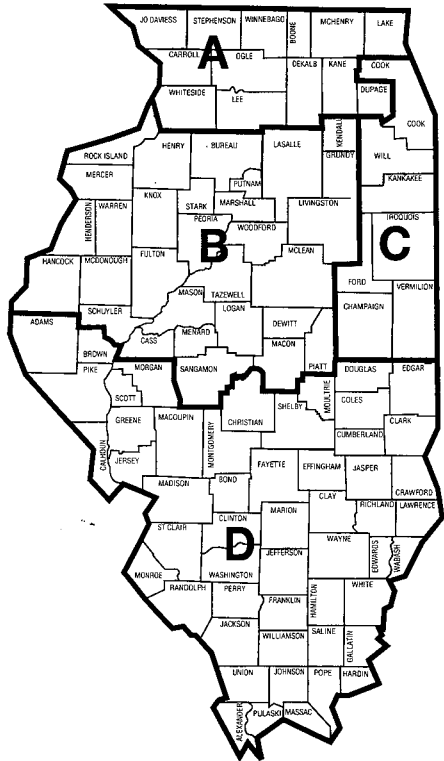 JO DAVIESS
STEPHENSON
WINNEBAGO
BOONE
MCHENRY
LAKE
CARROLL
A
OGLE
DEKALB
KANE
COOK
WHITESIDE
LEE
DUPAGE
COOK
KENDALL
HENRY
BUREAU
LASALLE
GRUNDY
WILL
ROCK ISLAND
MERCER
PUTNAM
KANKAKEE
KNOX
STARK
MARSHALL
LIVINGSTON
HENDERSON
WARREN
PEORIA
WOODFORD
IROQUOIS
B
C
FULTON
MCLEAN
HANCOCK
MCDONOUGH
FORD
VERMILION
MASON
TAZEWELL
CHAMPAIGN
SCHUYLER
LOGAN
DEWITT
ADAMS
CASS
MENARD
MACON
BROWN
PIKE
MORGAN
SANGAMON
PIATT
DOUGLAS
EDGAR
SCOTT
SHELBY
MOULTRIE
COLES
GREENE
MACOUPIN
MONTGOMERY
CHRISTIAN
CLARK
CUMBERLAND
CALHOUN
JERSEY
FAYETTE
EFFINGHAM
JASPER
MADISON
BOND
CLAY
CRAWFORD
RICHLAND
LAWRENCE
CLINTON
MARION
ST CLAIR
D
WAYNE
EDWARDS
WABASH
JEFFERSON
MONROE
WASHINGTON
RANDOLPH
PERRY
HAMILTON
WHITE
FRANKLIN
JACKSON
WILLIAMSON
SALINE
GALLATIN
UNION
JOHNSON
POPE
HARDIN
ALEXANDER
PULASKI
MASSAC